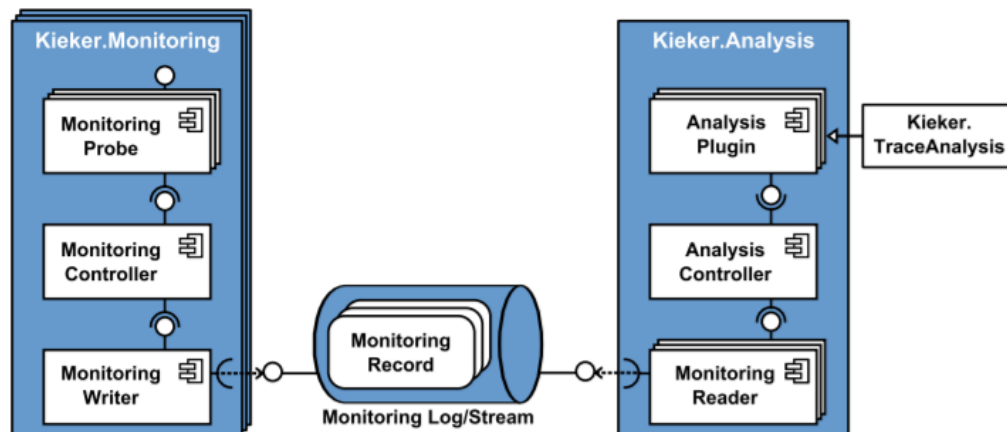 Kieker.Monitoring
Monitoring
Probe
Monitoring
Controller
Monitoring
Writer
Monitoring
Record
Monitoring Log/Stream
Kieker.Analysis
Analysis
Plugin
Kieker.
TraceAnalysis
Analysis
Controller
Monitoring
Reader